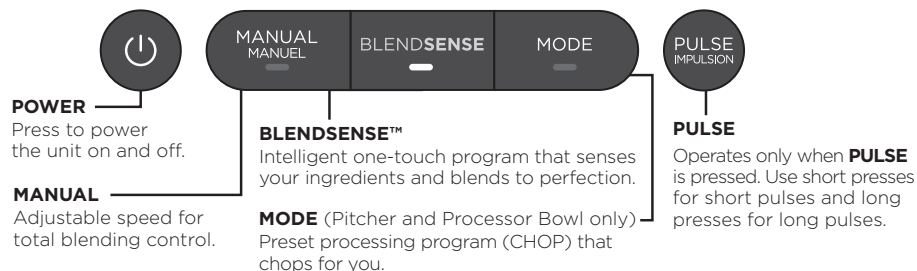 MANUAL
MANUEL
BLENDSENSE
MODE
PULSE
IMPULSION
POWER
Press to power
the unit on and off.
MANUAL
Adjustable speed for
total blending control.
BLENDSENSE™
Intelligent one-touch program that senses
your ingredients and blends to perfection.
MODE (Pitcher and Processor Bowl only)
Preset processing program (CHOP) that
chops for you.
PULSE
Operates only when PULSE
is pressed. Use short presses
for short pulses and long
presses for long pulses.